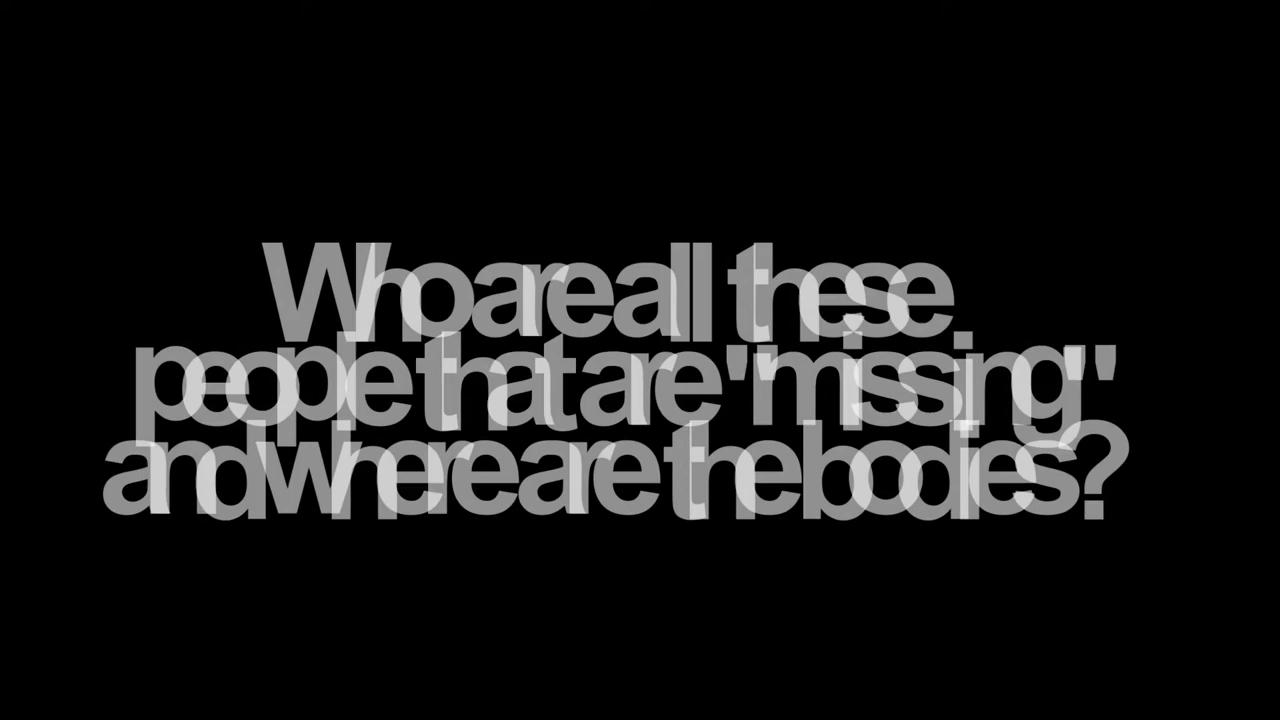 Who are all these
people that are "missing"
and where are the bodies?